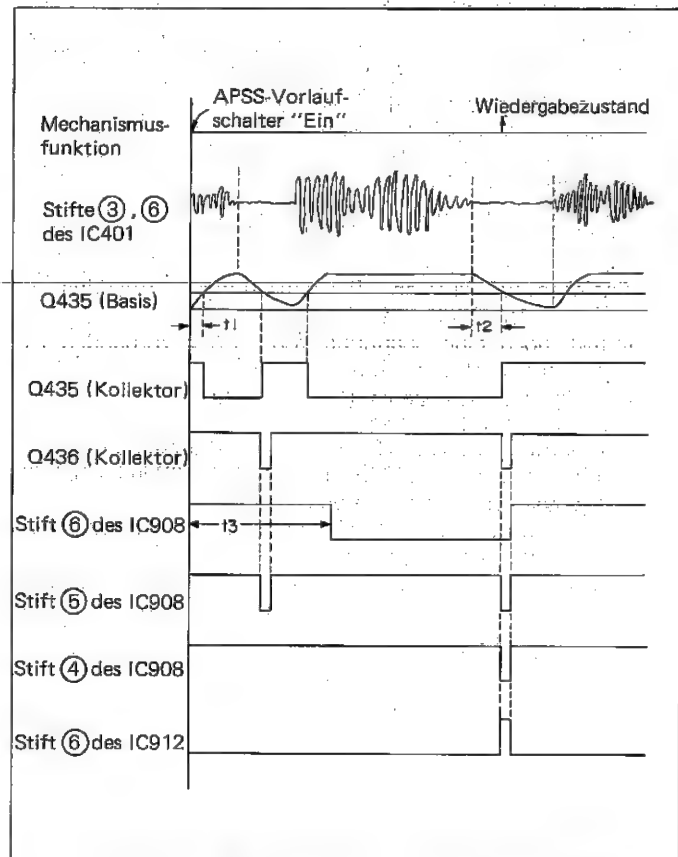 APSS-Vorlauf-
schalter "Ein"
Wiedergabezustand
Mechanismus-
funktion
Stifte ③, ⑥
des IC401
Q435 (Basis)
t1
t2
Q435 (Kollektor)
Q436 (Kollektor)
Stift ⑥ des IC908
t3
Stift ⑤ des IC908
Stift ④ des IC908
Stift ⑥ des IC912